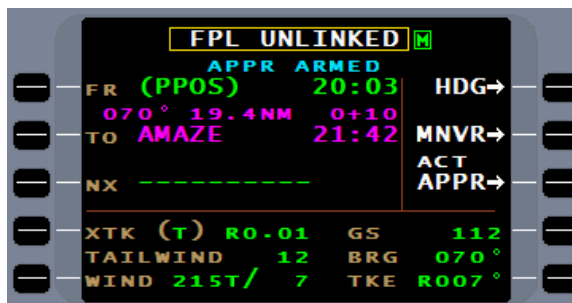 FPL UNLINKED M
APPR ARMED
FR (PPOS) 20:03 HDG→
070° 19.4NM 0+10
TO AMAZE 21:42 MNVR→
ACT
NX ---------- APPR→
XTK (T) R0.01 GS 112
TAILWIND 12 BRG 070°
WIND 215T/ 7 TKE R007°